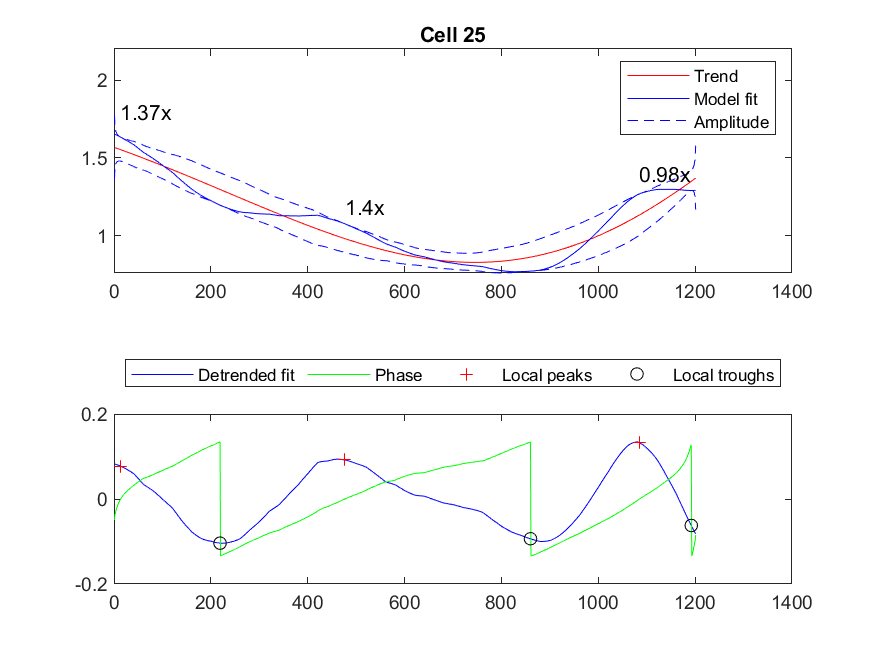 Cell 25
2
1.5
1
1.37x
1.4x
0.98x
Trend
Model fit
Amplitude
0 200 400 600 800 1000 1200 1400
Detrended fit Phase Local peaks Local troughs
0.2
0
-0.2
0 200 400 600 800 1000 1200 1400